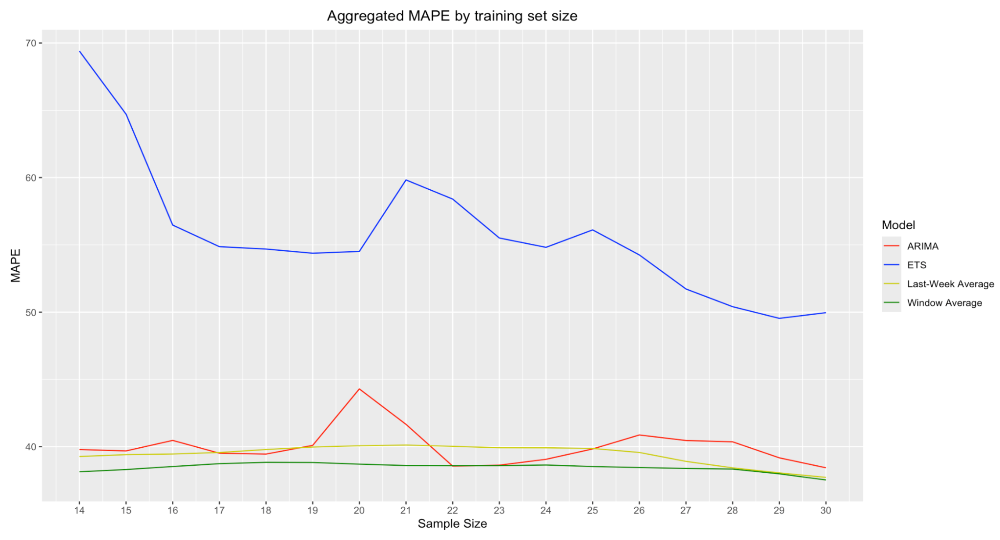 Aggregated MAPE by training set size
70
60
50
40
MAPE
14 15 16 17 18 19 20 21 22 23 24 25 26 27 28 29 30
Sample Size
Model
ARIMA
ETS
Last-Week Average
Window Average